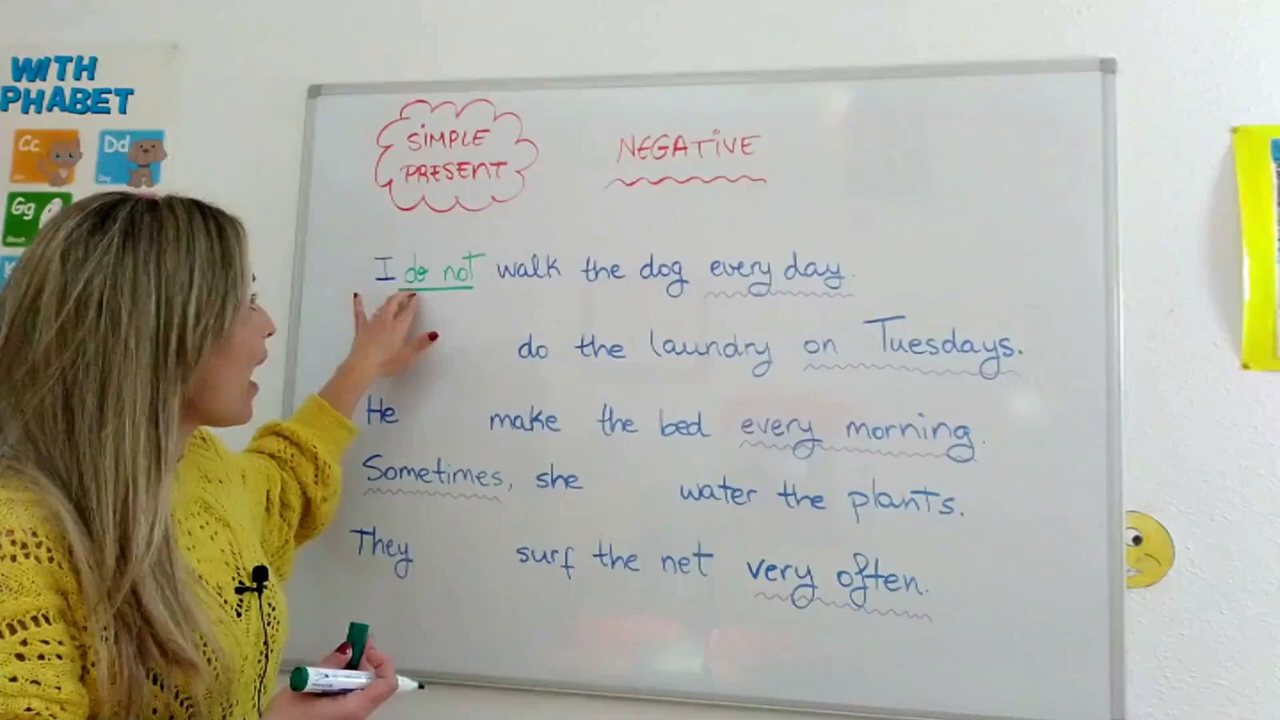 WITH
PHABET
Cc
Dd
Gg
SIMPLE
PRESENT
NEGATIVE
I do not walk the dog every day.
do the laundry on Tuesdays.
He make the bed every morning.
Sometimes, she water the plants.
They surf the net very often.